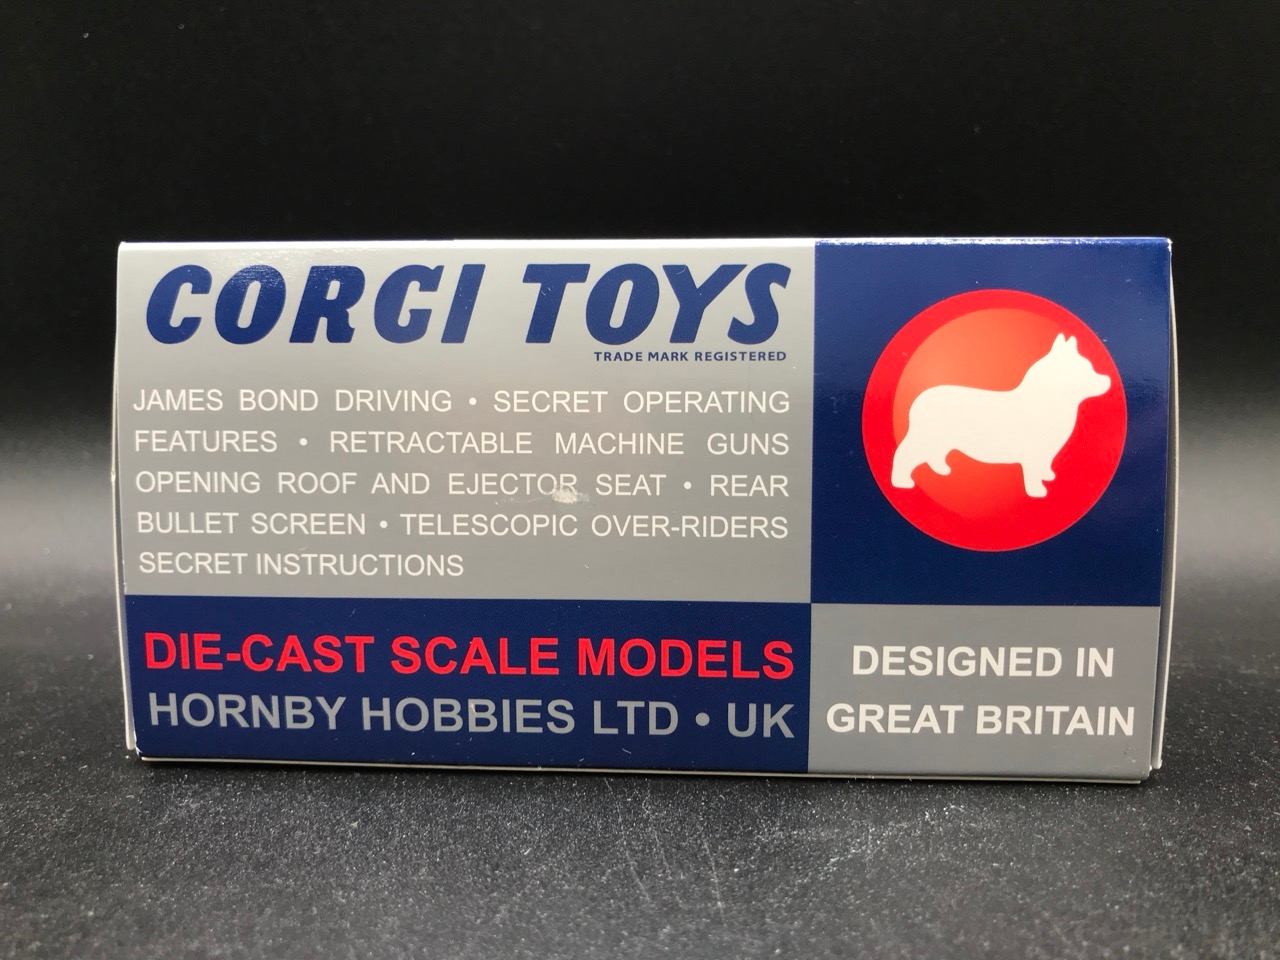 CORGI TOYS
TRADE MARK REGISTERED
JAMES BOND DRIVING • SECRET OPERATING
FEATURES • RETRACTABLE MACHINE GUNS
OPENING ROOF AND EJECTOR SEAT • REAR
BULLET SCREEN • TELESCOPIC OVER-RIDERS
SECRET INSTRUCTIONS
DIE-CAST SCALE MODELS
HORNBY HOBBIES LTD • UK
DESIGNED IN
GREAT BRITAIN